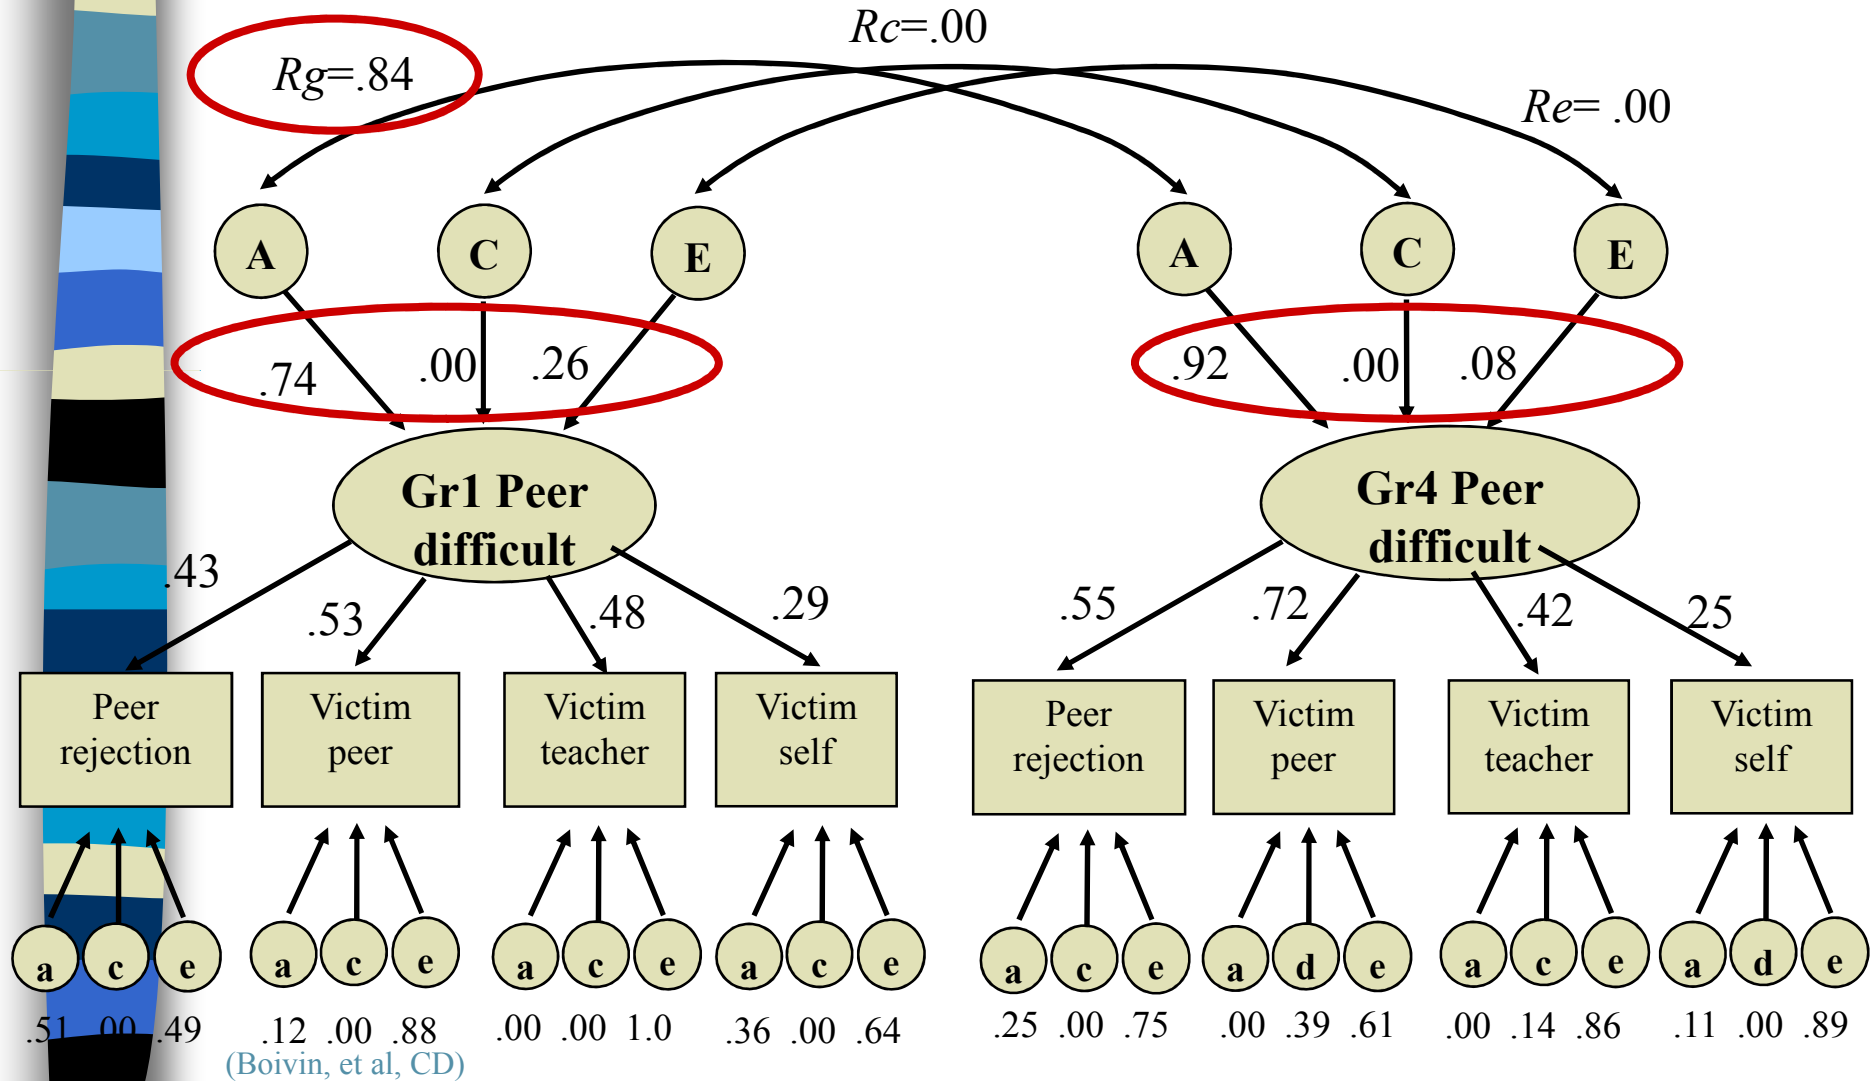 Rc=.00
Rg=.84
Re= .00
A C E A C E
.74 .00 .26 .92 .00 .08
Gr1 Peer
difficult
Gr4 Peer
difficult
.43 .53 .48 .29 .55 .72 .42 .25
Peer
rejection
Victim
peer
Victim
teacher
Victim
self
Peer
rejection
Victim
peer
Victim
teacher
Victim
self
a c e a c e a c e a c e a c e a d e a c e a d e
.51 .00 .49 .12 .00 .88 .00 .00 1.0 .36 .00 .64 .25 .00 .75 .00 .39 .61 .00 .14 .86 .11 .00 .89
(Boivin, et al, CD)